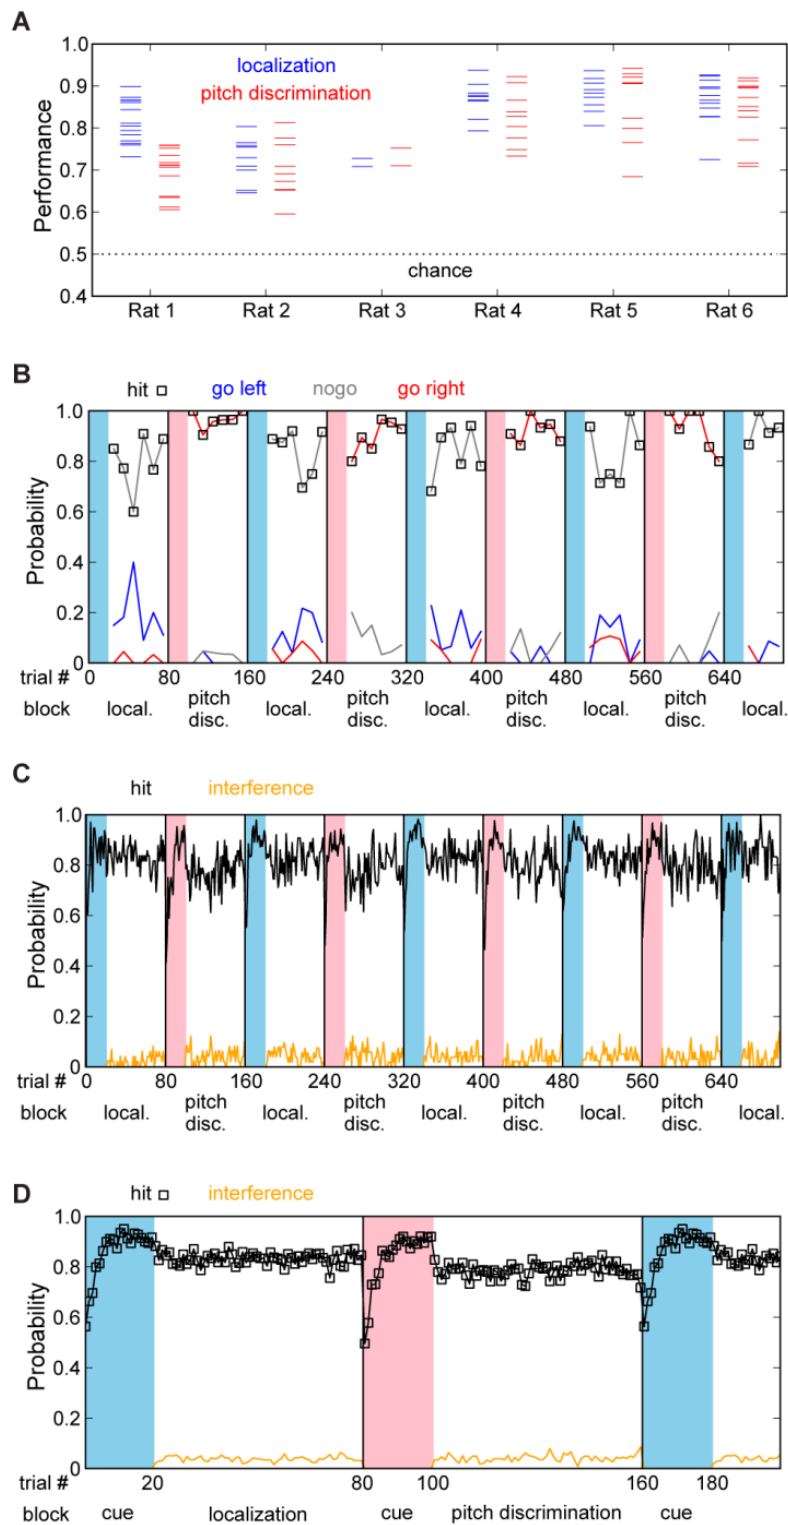 A
1.0
0.9
0.8
0.7
0.6
0.5
0.4
Performance
localization
pitch discrimination
chance
Rat 1 Rat 2 Rat 3 Rat 4 Rat 5 Rat 6
B
hit go left nogo go right
1.0
0.8
0.6
0.4
0.2
0
Probability
trial #
0 80 160 240 320 400 480 560 640
block local. pitch disc. local. pitch disc. local. pitch disc. local. pitch disc. local.
C
hit interference
1.0
0.8
0.6
0.4
0.2
0
Probability
trial #
0 80 160 240 320 400 480 560 640
block local. pitch disc. local. pitch disc. local. pitch disc. local. pitch disc. local.
D
hit interference
1.0
0.8
0.6
0.4
0.2
0
Probability
trial #
20 80 100 160 180
block cue localization cue pitch discrimination cue